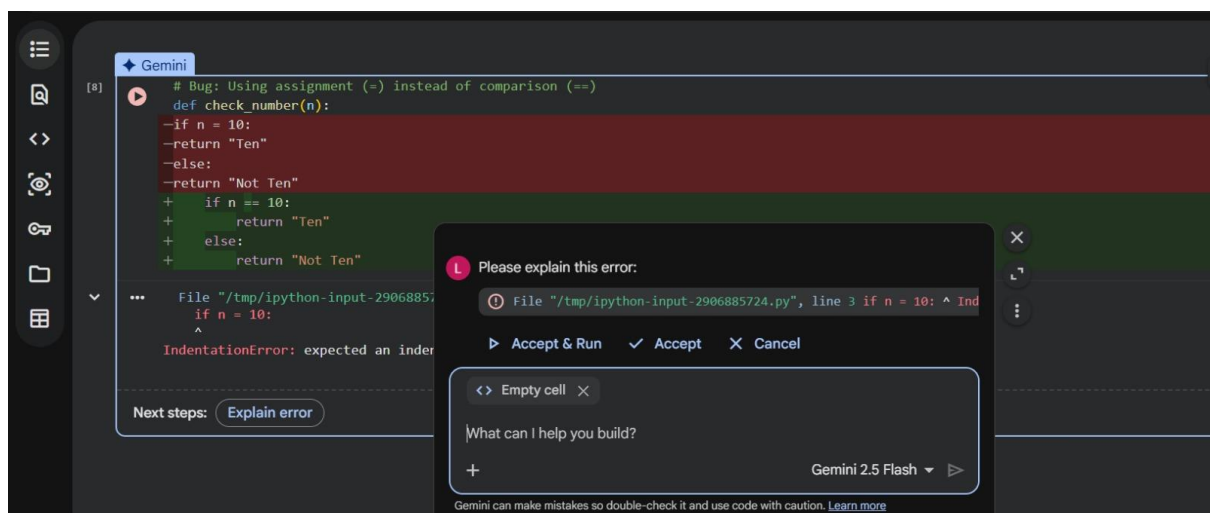 Gemini
[8]
# Bug: Using assignment (=) instead of comparison (==)
def check_number(n):
—if n = 10:
—return "Ten"
—else:
—return "Not Ten"
+ if n == 10:
+ return "Ten"
+ else:
+ return "Not Ten"
File "/tmp/ipython-input-29068857
if n = 10:
^
IndentationError: expected an inden
Next steps: Explain error
L Please explain this error:
File "/tmp/ipython-input-2906885724.py", line 3 if n = 10: ^ Ind
Accept & Run Accept Cancel
<> Empty cell
What can I help you build?
+ Gemini 2.5 Flash
Gemini can make mistakes so double-check it and use code with caution. Learn more